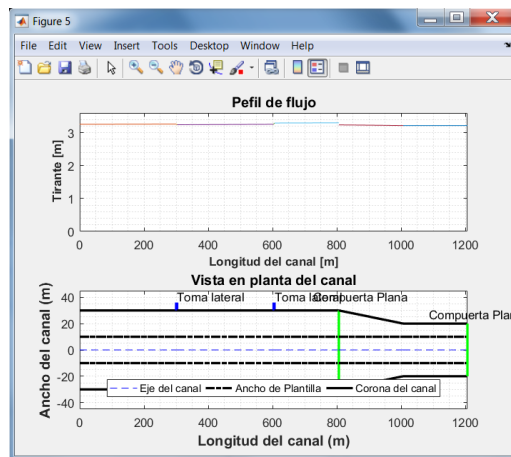 Figure 5
File Edit View Insert Tools Desktop Window Help
Pefil de flujo
Tirante [m]
3
2
1
0
0 200 400 600 800 1000 1200
Longitud del canal [m]
Vista en planta del canal
Ancho del canal (m)
40
20
0
-20
-40
Toma lateral Toma lateral Compuerta Plana
Compuerta Plan
Eje del canal Ancho de Plantilla Corona del canal
0 200 400 600 800 1000 1200
Longitud del canal (m)